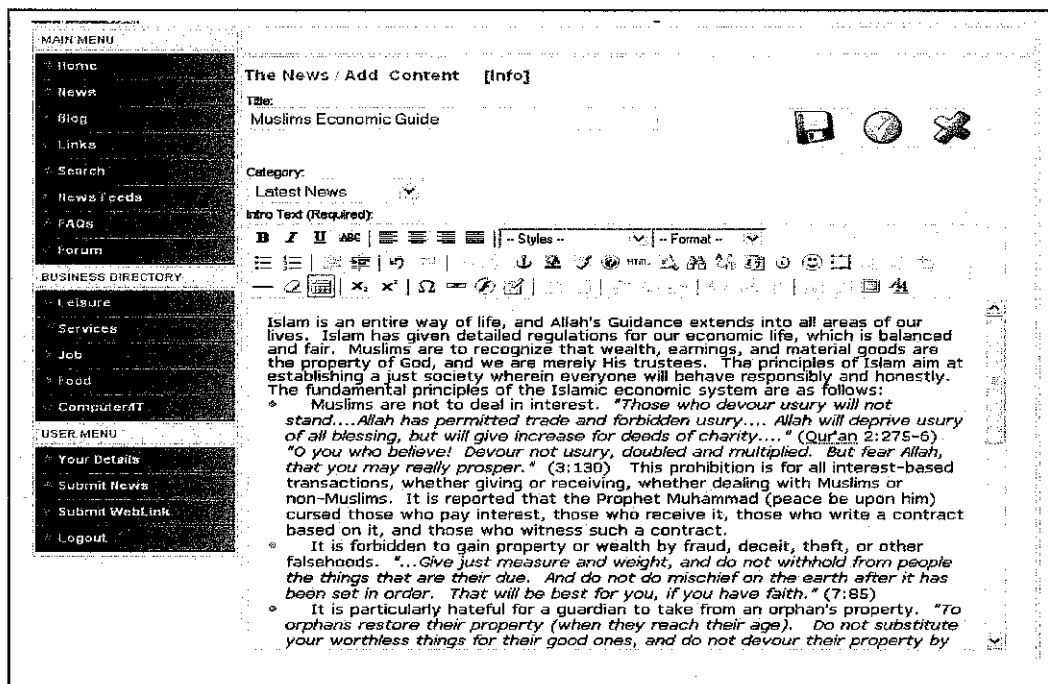 MAIN MENU
Home
News
Blog
Links
Search
News Feeds
FAQs
Forum
BUSINESS DIRECTORY
Leisure
Services
Job
Food
Computer/IT
USER MENU
Your Details
Submit News
Submit WebLink
Logout
The News / Add Content [Info]
Title:
Muslims Economic Guide
Category:
Latest News
Intro Text (Required):
B I U ABC -- Styles -- -- Format --
HTML
Islam is an entire way of life, and Allah's Guidance extends into all areas of our
lives. Islam has given detailed regulations for our economic life, which is balanced
and fair. Muslims are to recognize that wealth, earnings, and material goods are
the property of God, and we are merely His trustees. The principles of Islam aim at
establishing a just society wherein everyone will behave responsibly and honestly.
The fundamental principles of the Islamic economic system are as follows:
Muslims are not to deal in interest. "Those who devour usury will not
stand....Allah has permitted trade and forbidden usury.... Allah will deprive usury
of all blessing, but will give increase for deeds of charity...." (Qur'an 2:275-6)
"O you who believe! Devour not usury, doubled and multiplied. But fear Allah,
that you may really prosper." (3:130) This prohibition is for all interest-based
transactions, whether giving or receiving, whether dealing with Muslims or
non-Muslims. It is reported that the Prophet Muhammad (peace be upon him)
cursed those who pay interest, those who receive it, those who write a contract
based on it, and those who witness such a contract.
It is forbidden to gain property or wealth by fraud, deceit, theft, or other
falsehoods. "...Give just measure and weight, and do not withhold from people
the things that are their due. And do not do mischief on the earth after it has
been set in order. That will be best for you, if you have faith." (7:85)
It is particularly hateful for a guardian to take from an orphan's property. "To
orphans restore their property (when they reach their age). Do not substitute
your worthless things for their good ones, and do not devour their property by